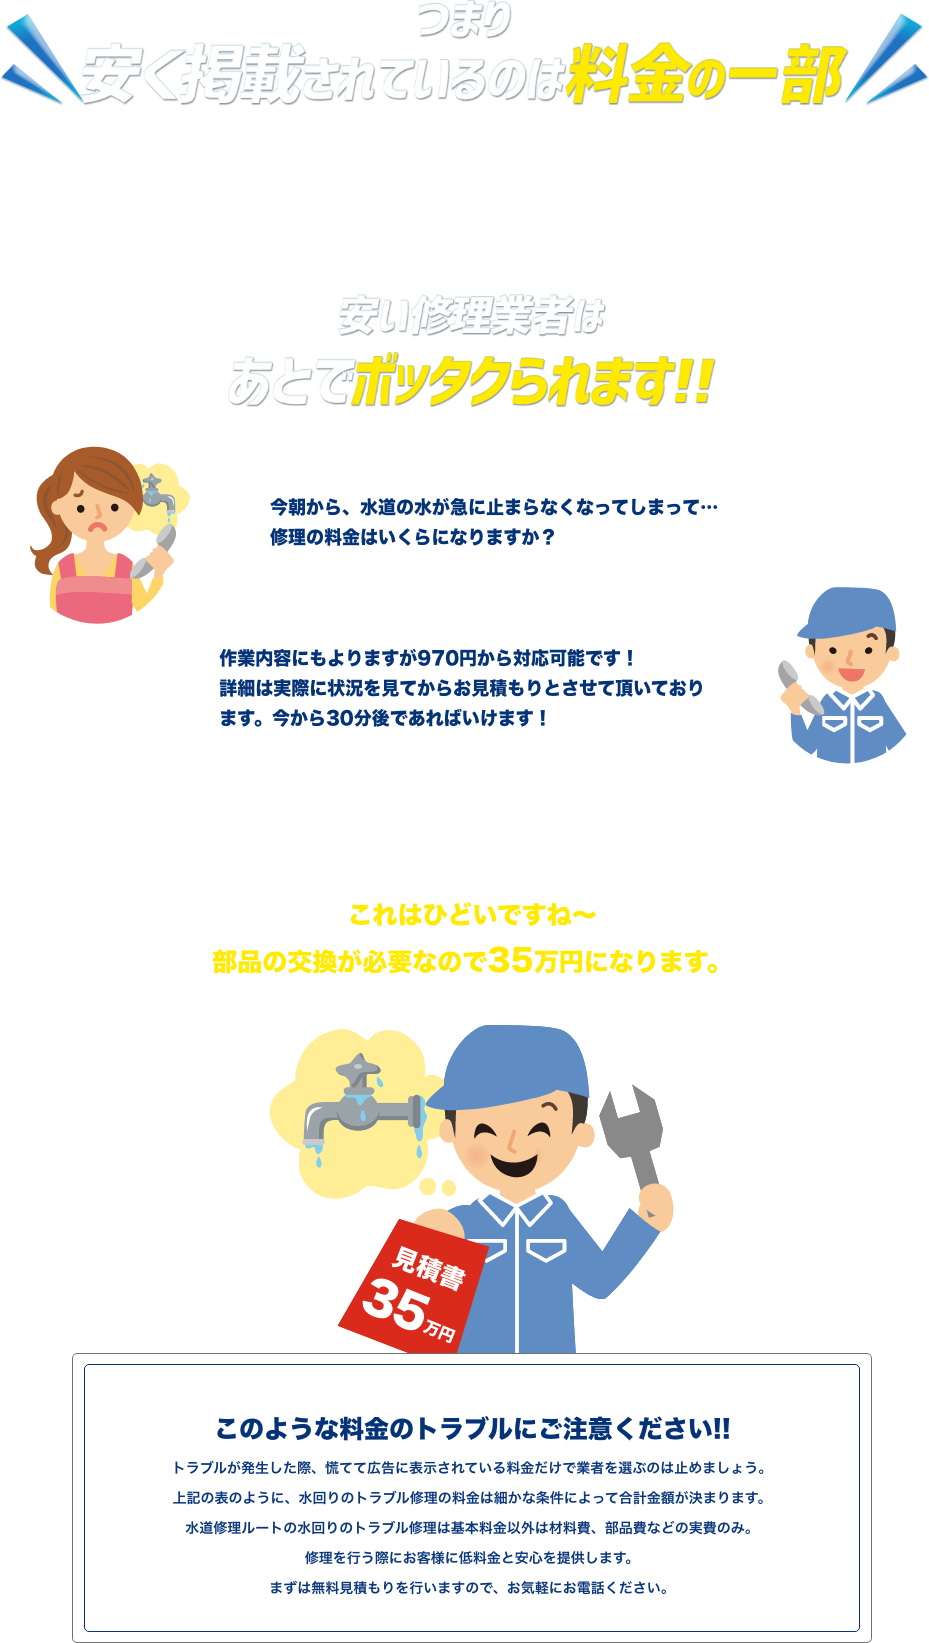 つまり
安く掲載されているのは料金の一部
安い修理業者は
あとでボッタクられます!!
今朝から、水道の水が急に止まらなくなってしまって…
修理の料金はいくらになりますか？
作業内容にもよりますが970円から対応可能です！
詳細は実際に状況を見てからお見積もりとさせて頂いており
ます。今から30分後であればいけます！
これはひどいですね〜
部品の交換が必要なので35万円になります。
見積書
35万円
このような料金のトラブルにご注意ください!!
トラブルが発生した際、慌てて広告に表示されている料金だけで業者を選ぶのは止めましょう。
上記の表のように、水回りのトラブル修理の料金は細かな条件によって合計金額が決まります。
水道修理ルートの水回りのトラブル修理は基本料金以外は材料費、部品費などの実費のみ。
修理を行う際にお客様に低料金と安心を提供します。
まずは無料見積もりを行いますので、お気軽にお電話ください。